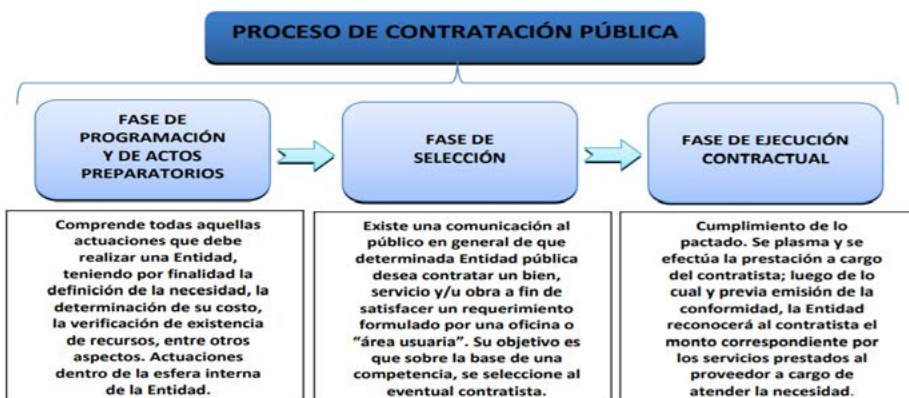 PROCESO DE CONTRATACIÓN PÚBLICA
FASE DE
PROGRAMACIÓN
Y DE ACTOS
PREPARATORIOS
FASE DE
SELECCIÓN
FASE DE EJECUCIÓN
CONTRACTUAL
Comprende todas aquellas
actuaciones que debe
realizar una Entidad,
teniendo por finalidad la
definición de la necesidad, la
determinación de su costo,
la verificación de existencia
de recursos, entre otros
aspectos. Actuaciones
dentro de la esfera interna
de la Entidad.
Existe una comunicación al
público en general de que
determinada Entidad pública
desea contratar un bien,
servicio y/u obra a fin de
satisfacer un requerimiento
formulado por una oficina o
“área usuaria”. Su objetivo es
que sobre la base de una
competencia, se seleccione al
eventual contratista.
Cumplimiento de lo
pactado. Se plasma y se
efectúa la prestación a cargo
del contratista; luego de lo
cual y previa emisión de la
conformidad, la Entidad
reconocerá al contratista el
monto correspondiente por
los servicios prestados al
proveedor a cargo de
atender la necesidad.